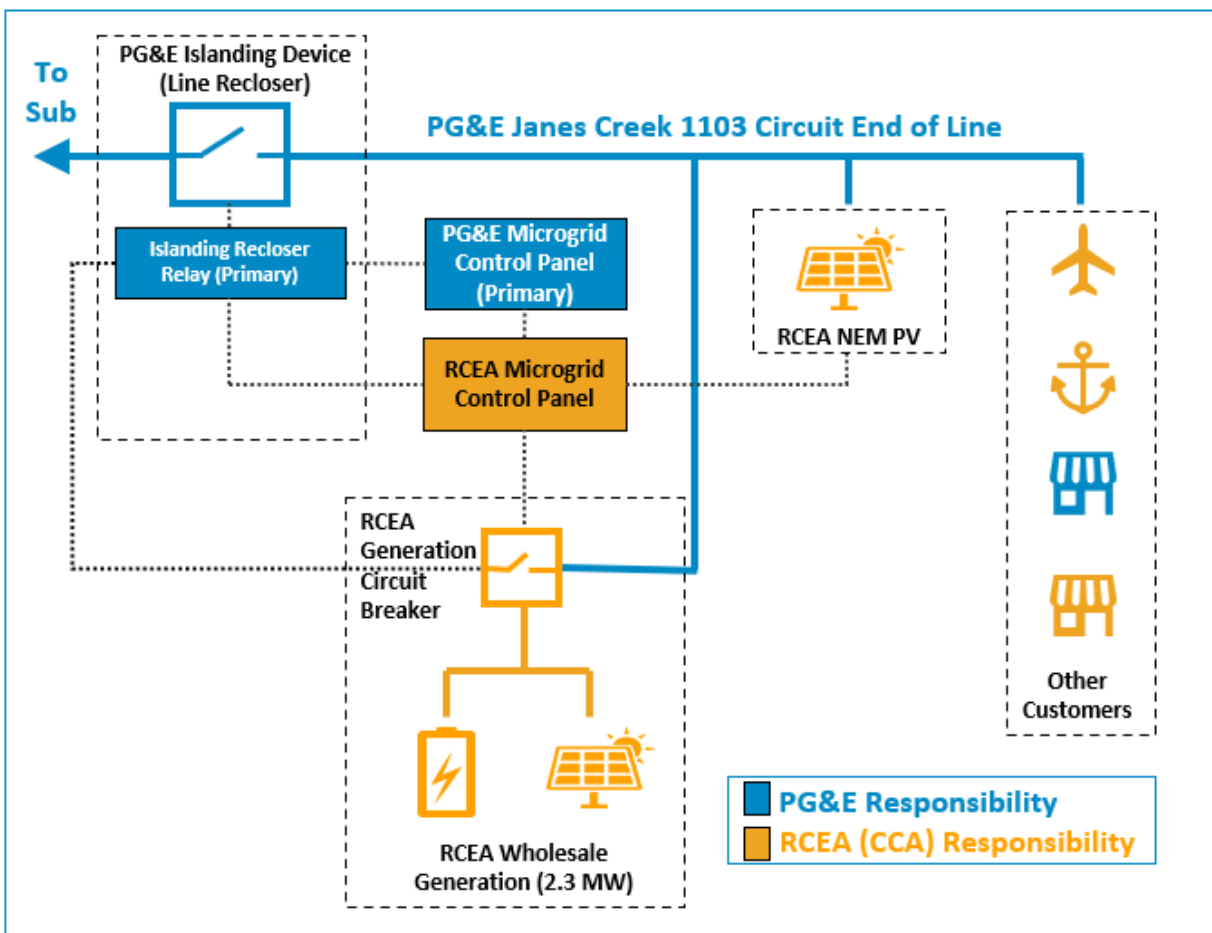 PG&E Islanding Device
(Line Recloser)
To
Sub
PG&E Janes Creek 1103 Circuit End of Line
Islanding Recloser
Relay (Primary)
PG&E Microgrid
Control Panel
(Primary)
RCEA NEM PV
RCEA Microgrid
Control Panel
RCEA
Generation
Circuit
Breaker
Other
Customers
RCEA Wholesale
Generation (2.3 MW)
PG&E Responsibility
RCEA (CCA) Responsibility